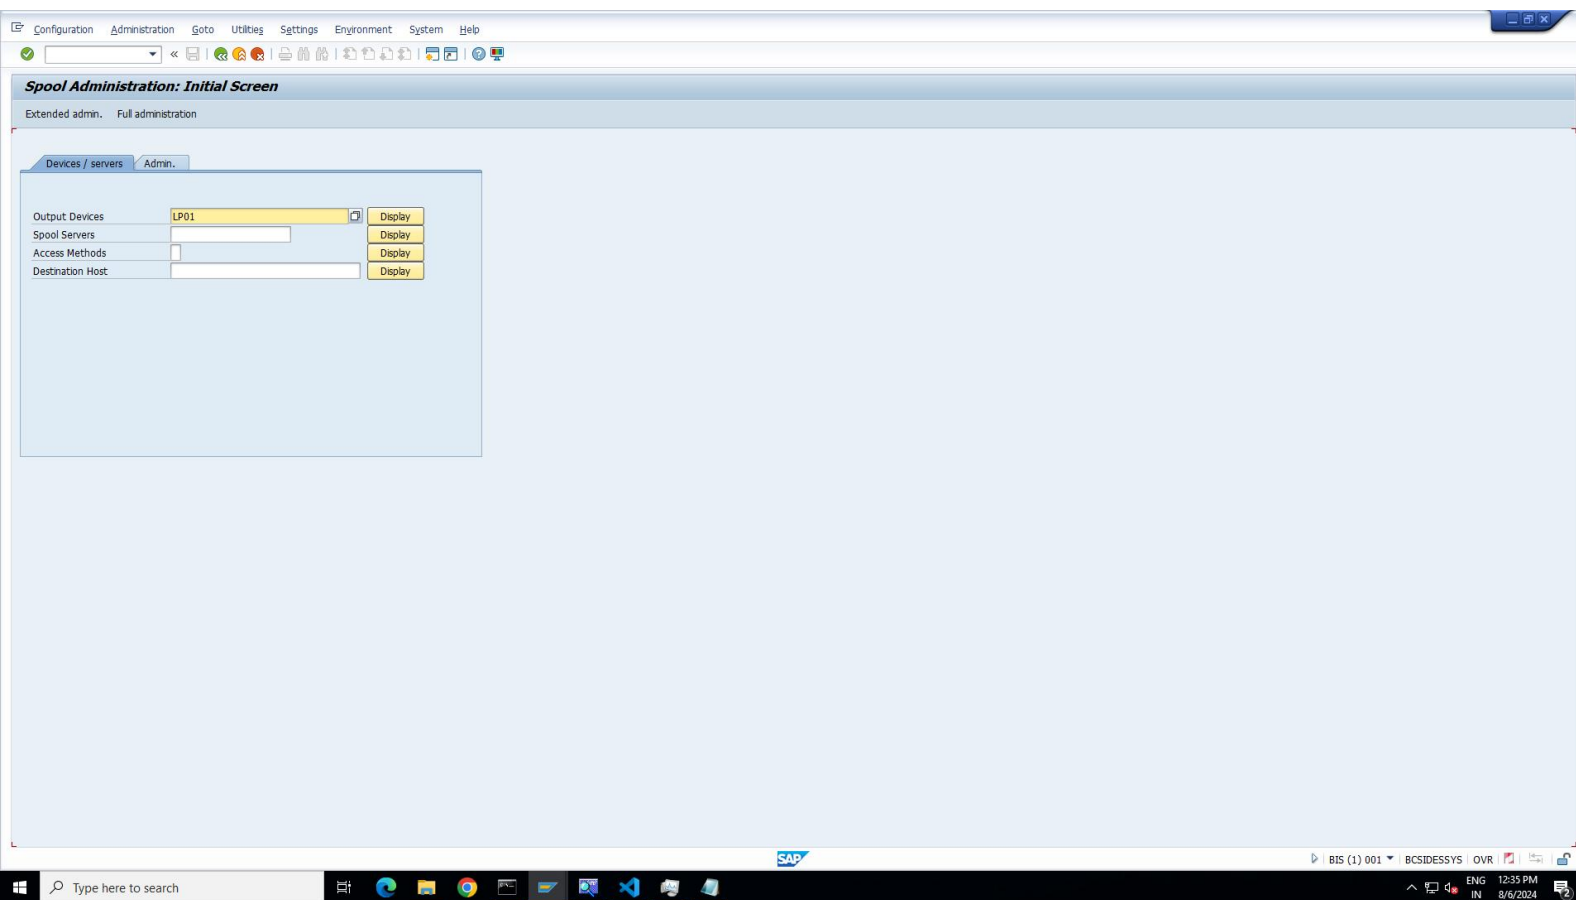 Configuration Administration Goto Utilities Settings Environment System Help
Spool Administration: Initial Screen
Extended admin. Full administration
Devices / servers Admin.
Output Devices LP01 Display
Spool Servers Display
Access Methods Display
Destination Host Display
SAP
BIS (1) 001 BCSIDESSYS OVR
Type here to search
ENG 12:35 PM
IN 8/6/2024 2